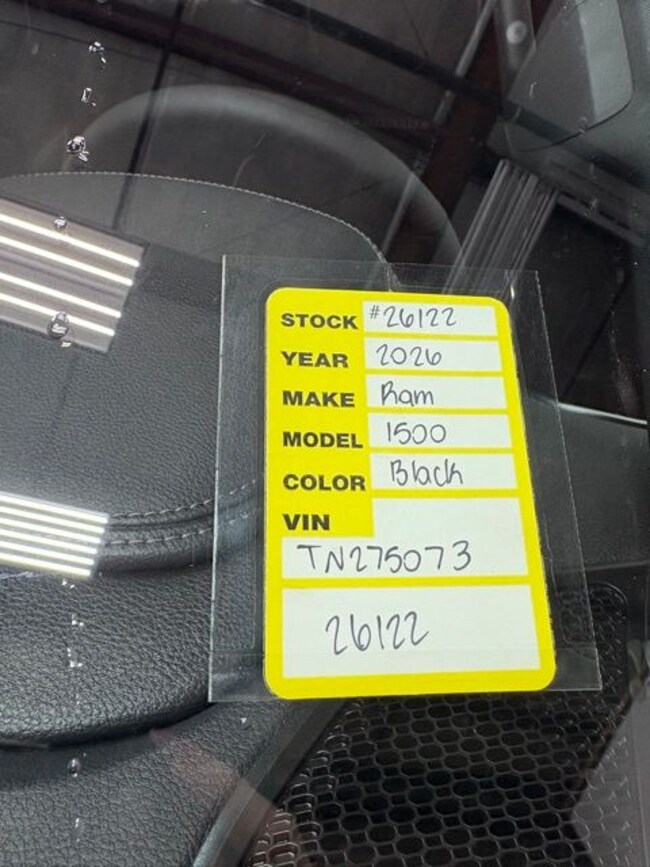 STOCK #26122
YEAR 2026
MAKE Ram
MODEL 1500
COLOR Black
VIN
TN275073
26122